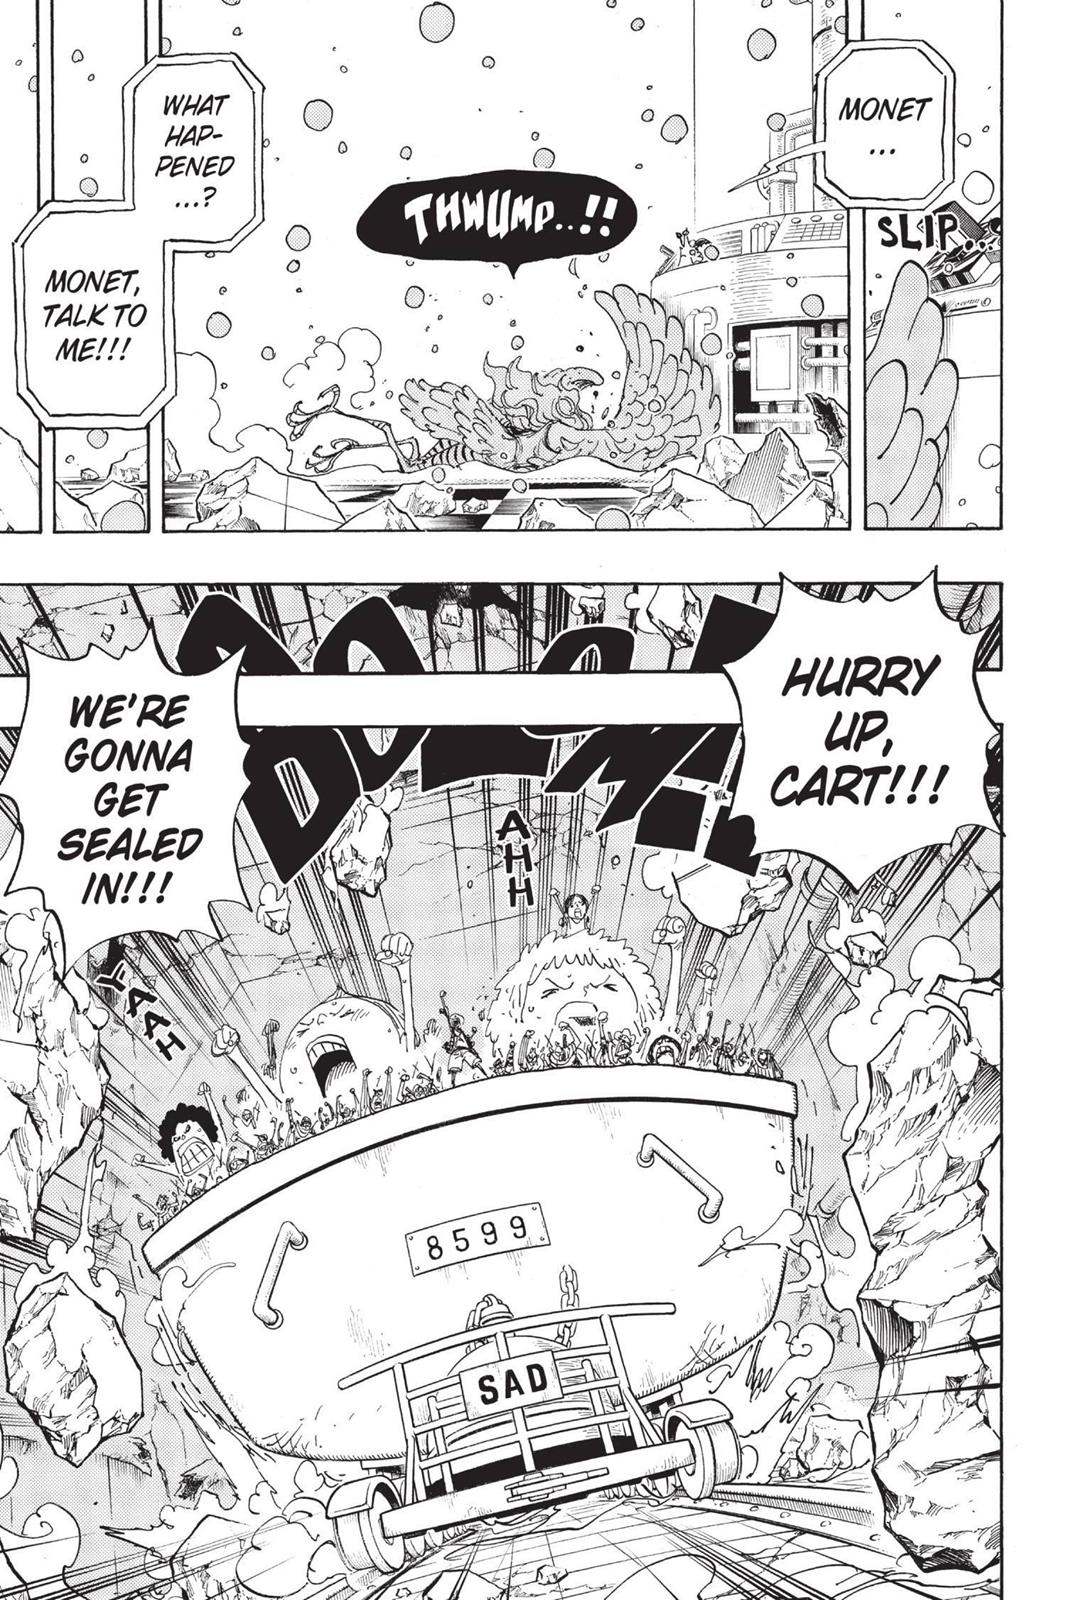 MONET
...
SLIP...
THWUMP..!!
WHAT
HAP-
PENED
...?
MONET,
TALK TO
ME!!!
HURRY
UP,
CART!!!
BOOM!!
WE'RE
GONNA
GET
SEALED
IN!!!
AHH
YAAH
8599
SAD